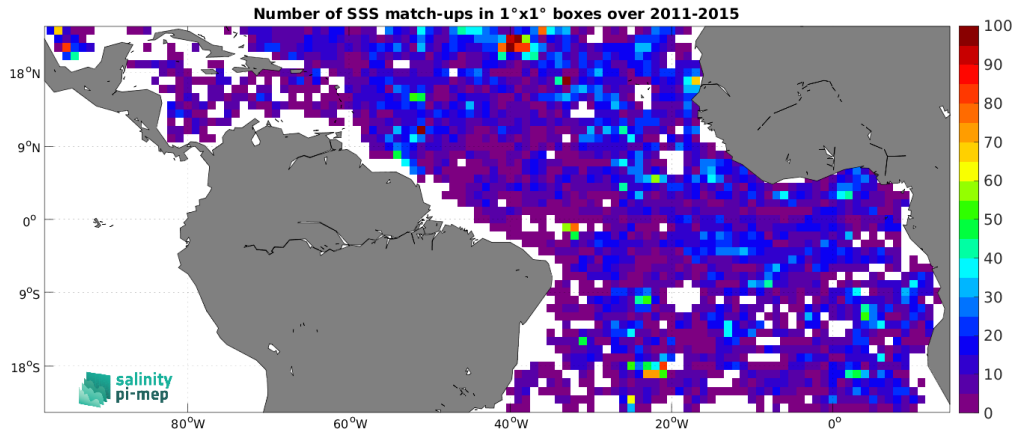 Number of SSS match-ups in 1°x1° boxes over 2011-2015
100
90
80
70
60
50
40
30
20
10
0
18°N
9°N
0°
9°S
18°S
80°W
60°W
40°W
20°W
0°
salinity
pi-mep